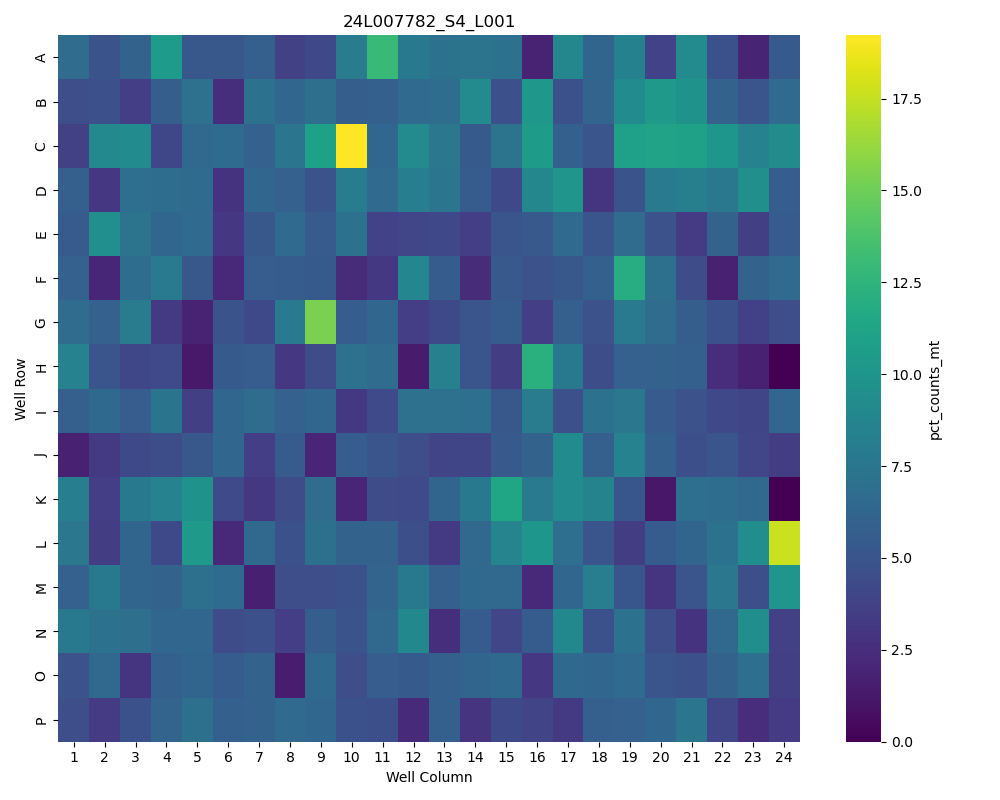 24L007782_S4_L001
A
B
C
D
E
F
G
H
I
J
K
L
M
N
O
P
Well Row
1 2 3 4 5 6 7 8 9 10 11 12 13 14 15 16 17 18 19 20 21 22 23 24
Well Column
17.5
15.0
12.5
10.0
7.5
5.0
2.5
0.0
pct_counts_mt